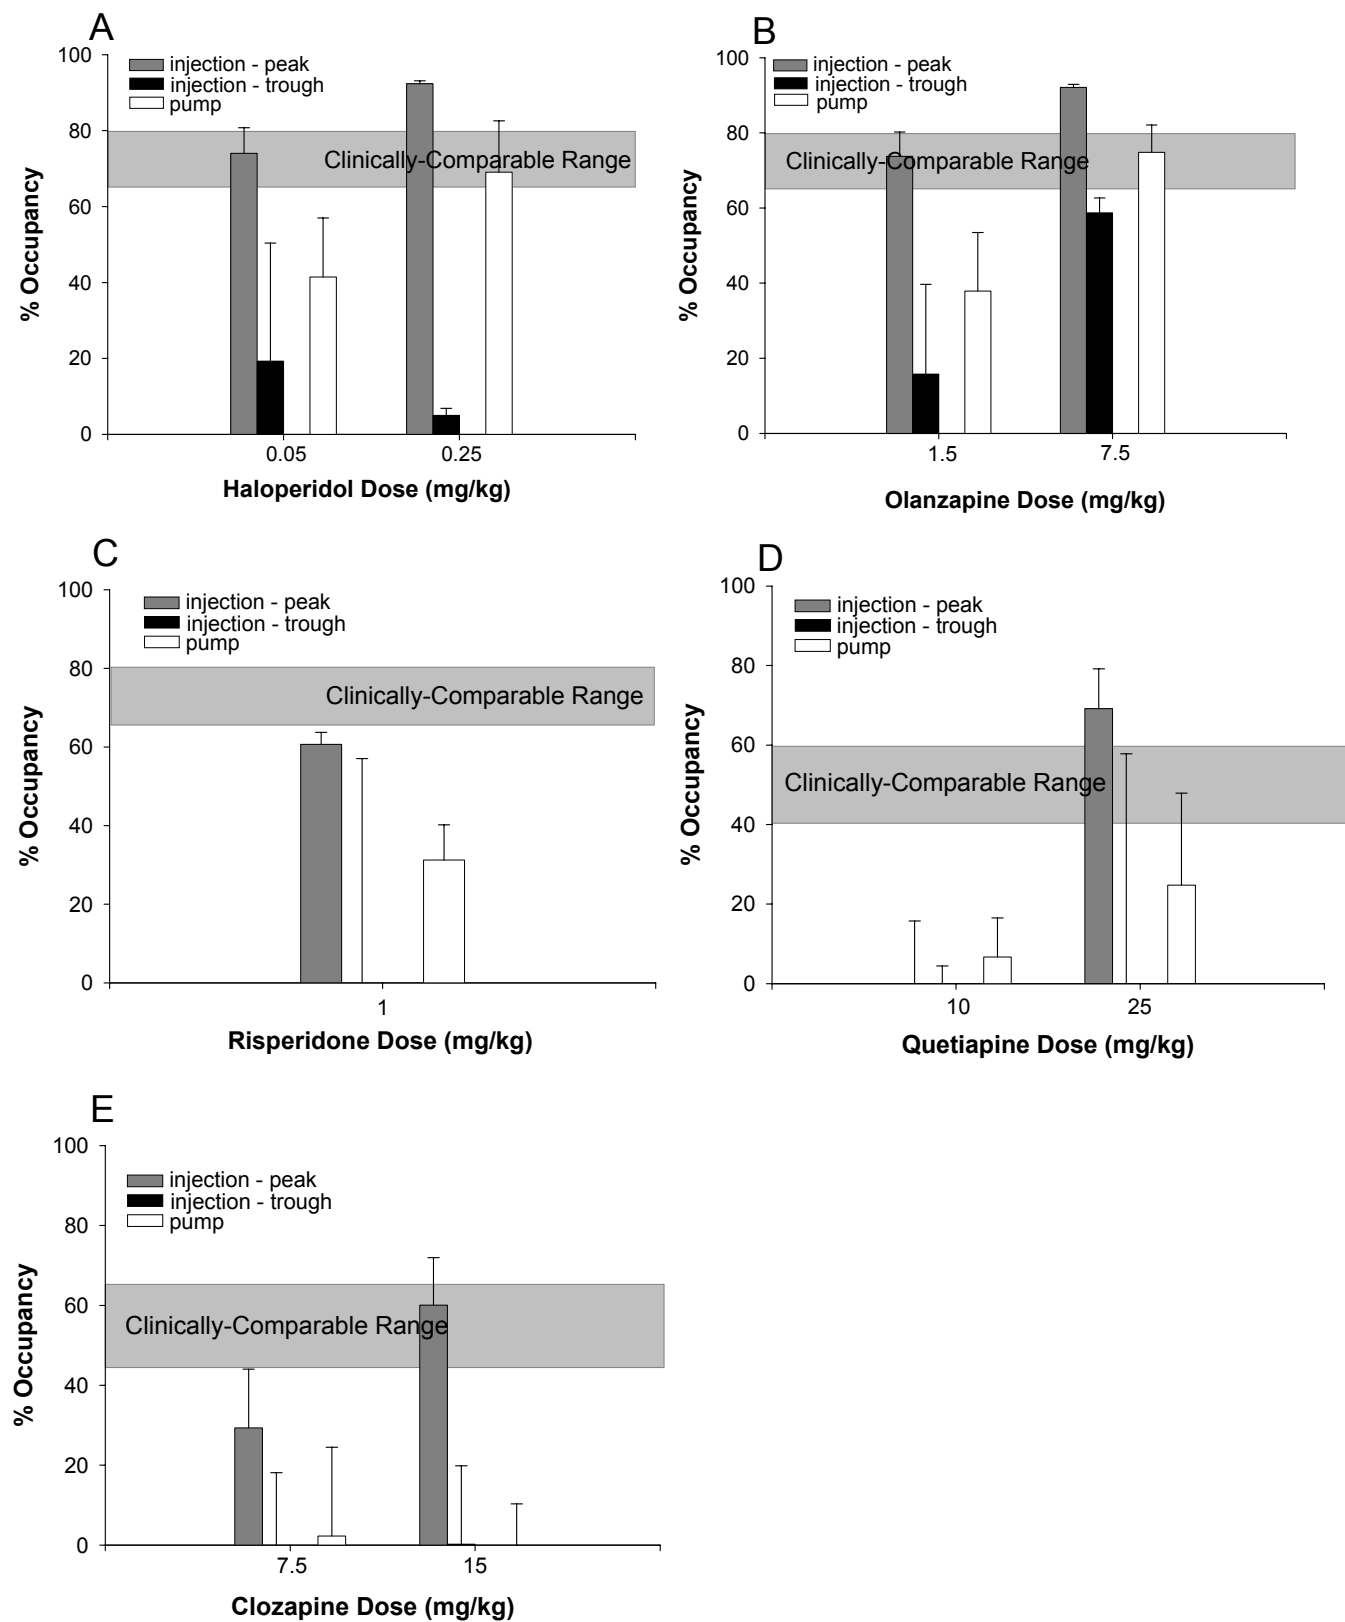 A
100
80
60
40
20
0
% Occupancy
injection - peak
injection - trough
pump
Clinically-Comparable Range
0.05 0.25
Haloperidol Dose (mg/kg)
B
100
80
60
40
20
0
% Occupancy
injection - peak
injection - trough
pump
Clinically-Comparable Range
1.5 7.5
Olanzapine Dose (mg/kg)
C
100
80
60
40
20
0
% Occupancy
injection - peak
injection - trough
pump
Clinically-Comparable Range
1
Risperidone Dose (mg/kg)
D
100
80
60
40
20
0
% Occupancy
injection - peak
injection - trough
pump
Clinically-Comparable Range
10 25
Quetiapine Dose (mg/kg)
E
100
80
60
40
20
0
% Occupancy
injection - peak
injection - trough
pump
Clinically-Comparable Range
7.5 15
Clozapine Dose (mg/kg)